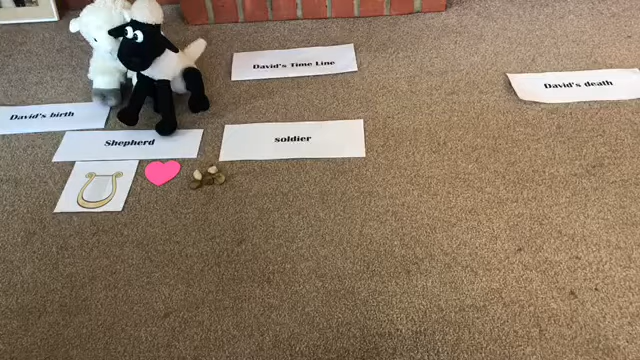 David's Time Line
David's death
David's birth
Shepherd
soldier